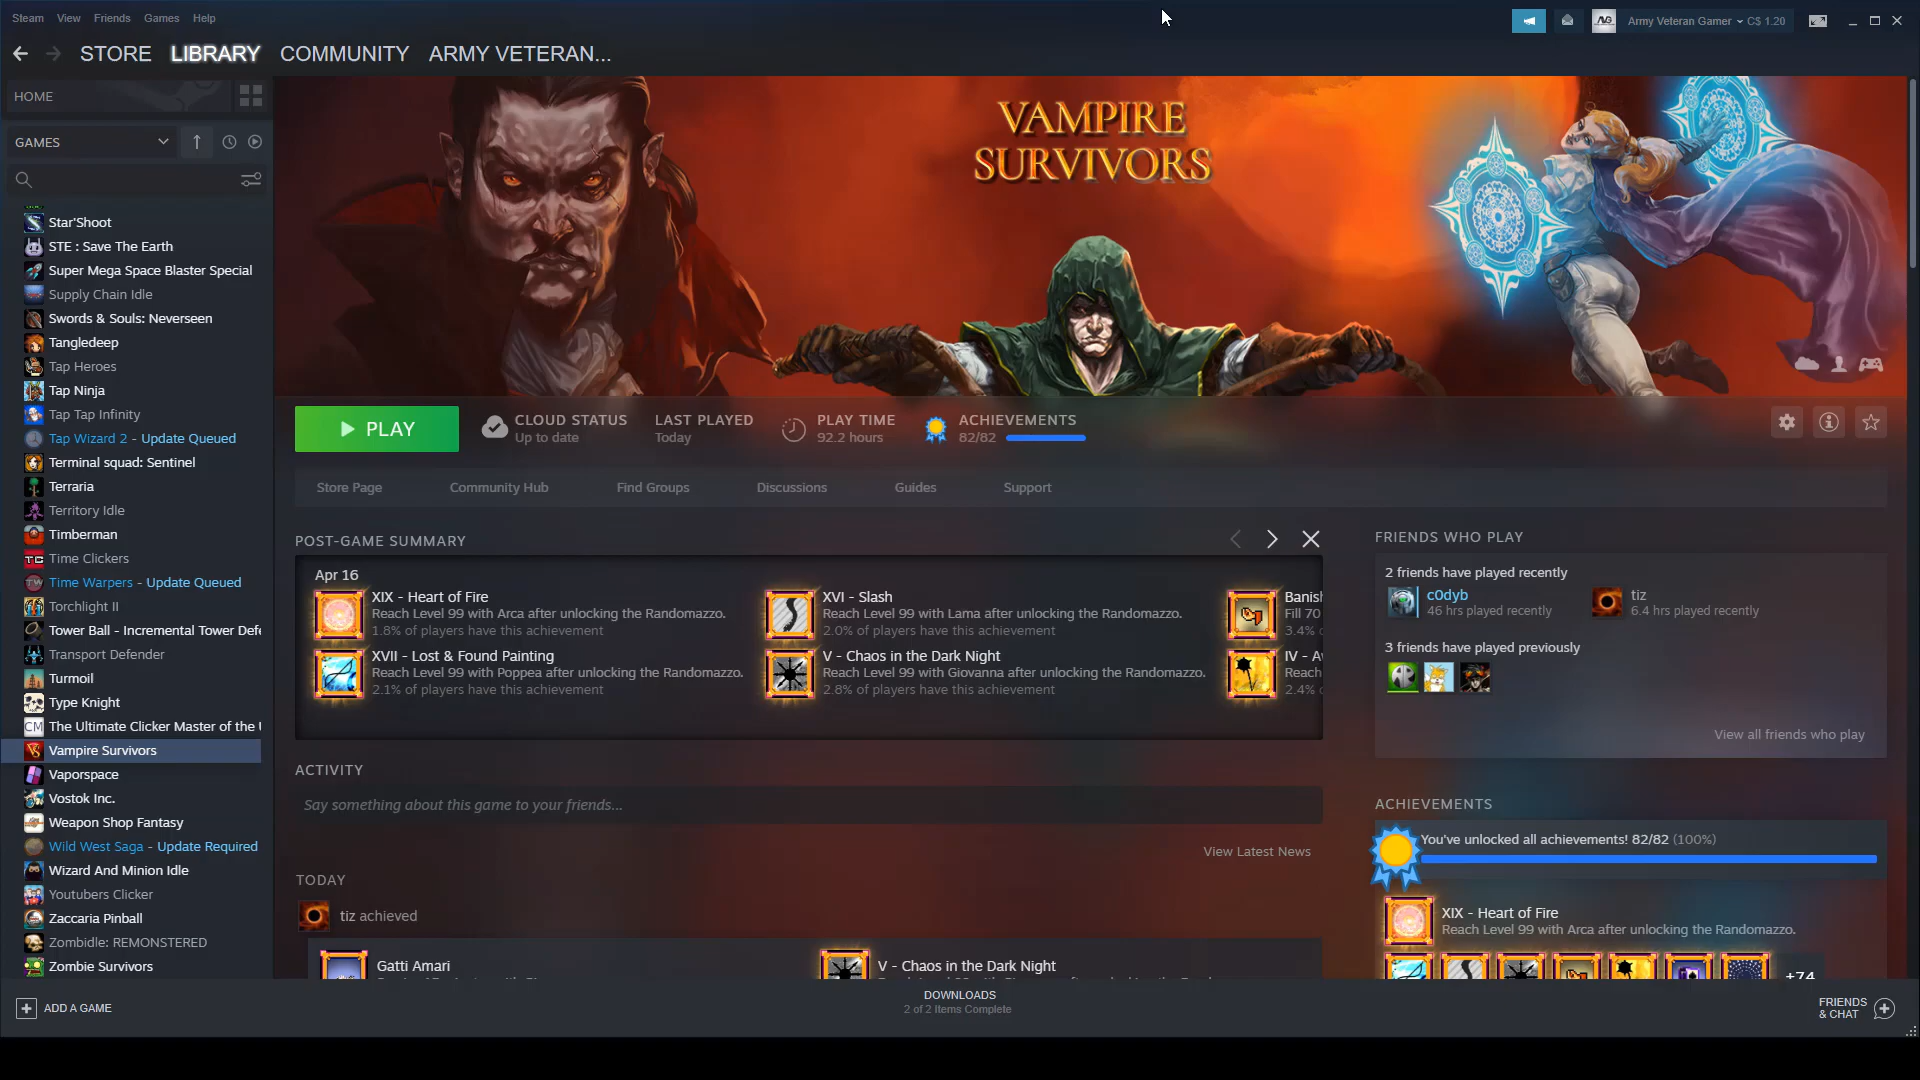 Steam View Friends Games Help
Army Veteran Gamer C$ 1.20
STORE LIBRARY COMMUNITY ARMY VETERAN...
HOME
GAMES
Star'Shoot
STE : Save The Earth
Super Mega Space Blaster Special
Supply Chain Idle
Swords & Souls: Neverseen
Tangledeep
Tap Heroes
Tap Ninja
Tap Tap Infinity
Tap Wizard 2 - Update Queued
Terminal squad: Sentinel
Terraria
Territory Idle
Timberman
Time Clickers
Time Warpers - Update Queued
Torchlight II
Tower Ball - Incremental Tower Defe
Transport Defender
Turmoil
Type Knight
CM The Ultimate Clicker Master of the
Vampire Survivors
Vaporspace
Vostok Inc.
Weapon Shop Fantasy
Wild West Saga - Update Required
Wizard And Minion Idle
Youtubers Clicker
Zaccaria Pinball
Zombidle: REMONSTERED
Zombie Survivors
ADD A GAME
VAMPIRE
SURVIVORS
PLAY
CLOUD STATUS
Up to date
LAST PLAYED
Today
PLAY TIME
92.2 hours
ACHIEVEMENTS
82/82
Store Page Community Hub Find Groups Discussions Guides Support
POST-GAME SUMMARY
Apr 16
XIX - Heart of Fire
Reach Level 99 with Arca after unlocking the Randomazzo.
1.8% of players have this achievement
XVI - Slash
Reach Level 99 with Lama after unlocking the Randomazzo.
2.0% of players have this achievement
Banish
Fill 70
3.4%
XVII - Lost & Found Painting
Reach Level 99 with Poppea after unlocking the Randomazzo.
2.1% of players have this achievement
V - Chaos in the Dark Night
Reach Level 99 with Giovanna after unlocking the Randomazzo.
2.8% of players have this achievement
IV -
Reach
2.4%
ACTIVITY
Say something about this game to your friends...
View Latest News
TODAY
tiz achieved
Gatti Amari
V - Chaos in the Dark Night
FRIENDS WHO PLAY
2 friends have played recently
c0dyb
46 hrs played recently
tiz
6.4 hrs played recently
3 friends have played previously
View all friends who play
ACHIEVEMENTS
You've unlocked all achievements! 82/82 (100%)
XIX - Heart of Fire
Reach Level 99 with Arca after unlocking the Randomazzo.
+74
DOWNLOADS
2 of 2 Items Complete
FRIENDS
& CHAT